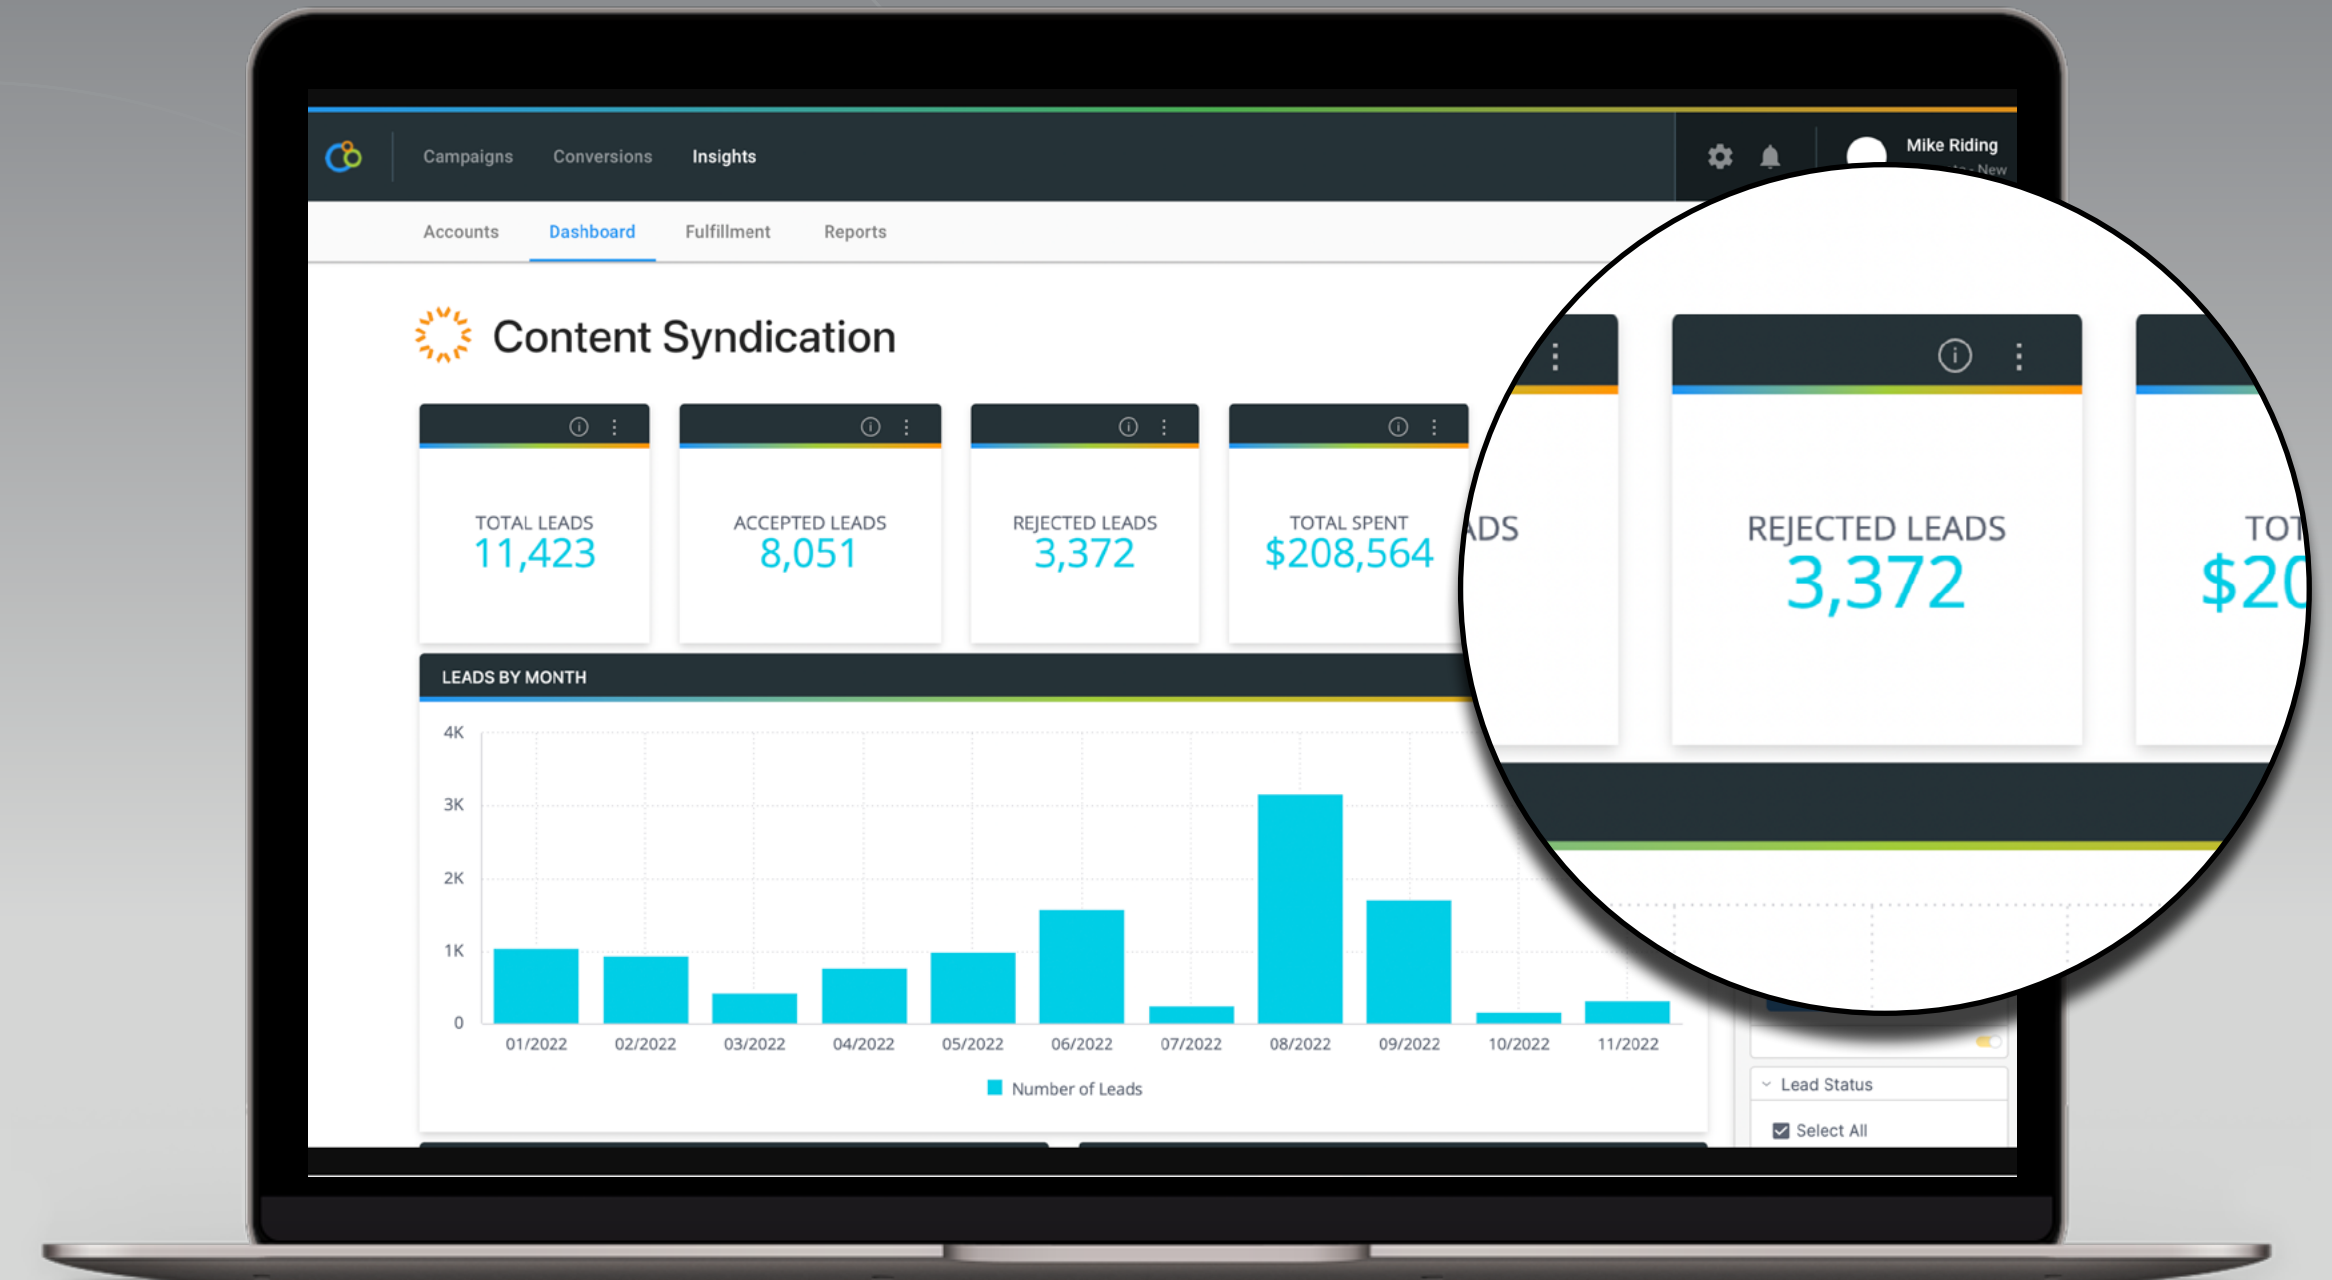 Campaigns Conversions Insights
Mike Riding
New
Accounts Dashboard Fulfillment Reports
Content Syndication
TOTAL LEADS
11,423
ACCEPTED LEADS
8,051
REJECTED LEADS
3,372
TOTAL SPENT
$208,564
ADS
REJECTED LEADS
3,372
TOT
$20
LEADS BY MONTH
4K
3K
2K
1K
0
01/2022 02/2022 03/2022 04/2022 05/2022 06/2022 07/2022 08/2022 09/2022 10/2022 11/2022
Number of Leads
Lead Status
Select All